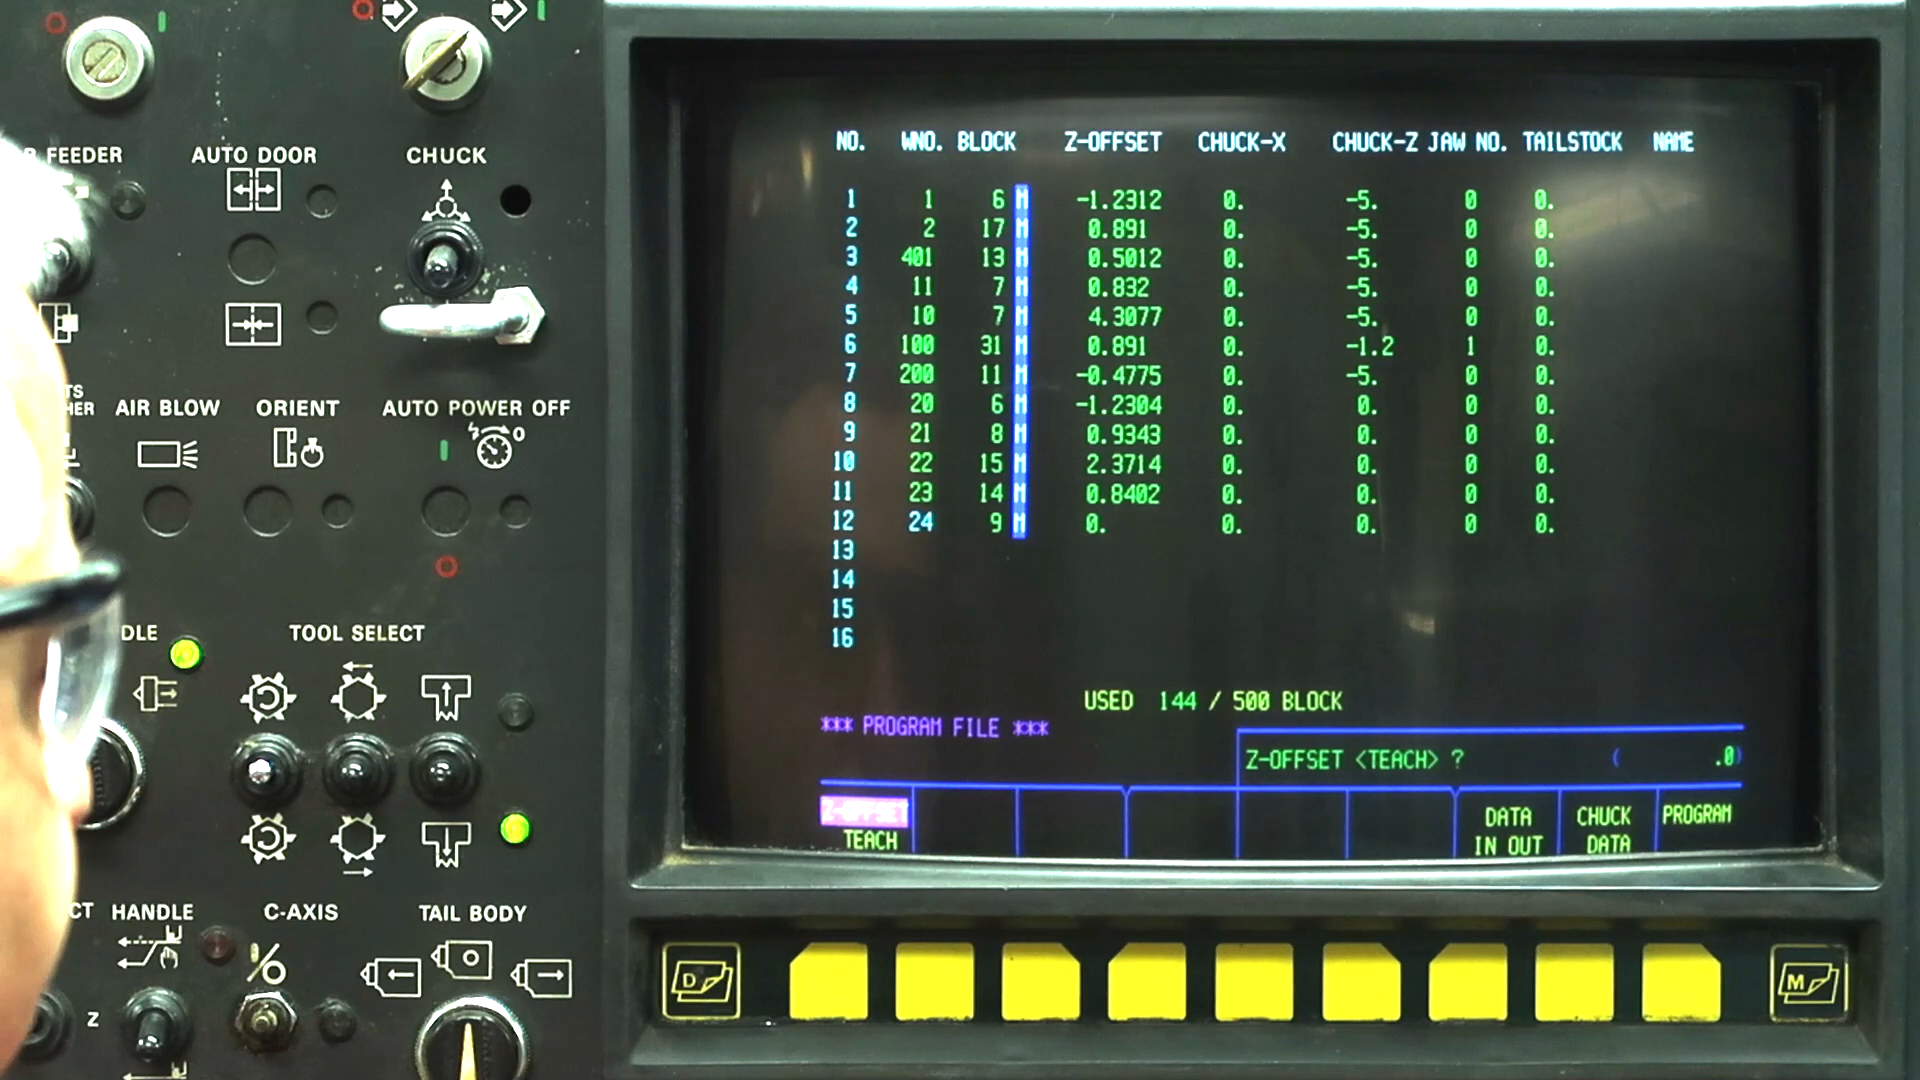 FEEDER AUTO DOOR CHUCK
AIR BLOW ORIENT AUTO POWER OFF
TOOL SELECT
HANDLE C-AXIS TAIL BODY
Z
NO. WNO. BLOCK Z-OFFSET CHUCK-X CHUCK-Z JAW NO. TAILSTOCK NAME
1 1 6 M -1.2312 0. -5. 0 0.
2 2 17 M 0.891 0. -5. 0 0.
3 401 13 M 0.5012 0. -5. 0 0.
4 11 7 M 0.832 0. -5. 0 0.
5 10 7 M 4.3077 0. -5. 0 0.
6 100 31 M 0.891 0. -1.2 1 0.
7 200 11 M -0.4775 0. -5. 0 0.
8 20 6 M -1.2304 0. 0. 0 0.
9 21 8 M 0.9343 0. 0. 0 0.
10 22 15 M 2.3714 0. 0. 0 0.
11 23 14 M 0.8402 0. 0. 0 0.
12 24 9 M 0. 0. 0. 0 0.
13
14
15
16
USED 144 / 500 BLOCK
*** PROGRAM FILE ***
Z-OFFSET <TEACH> ? ( .0)
Z-OFFSET TEACH
DATA IN OUT
CHUCK DATA
PROGRAM
D
M